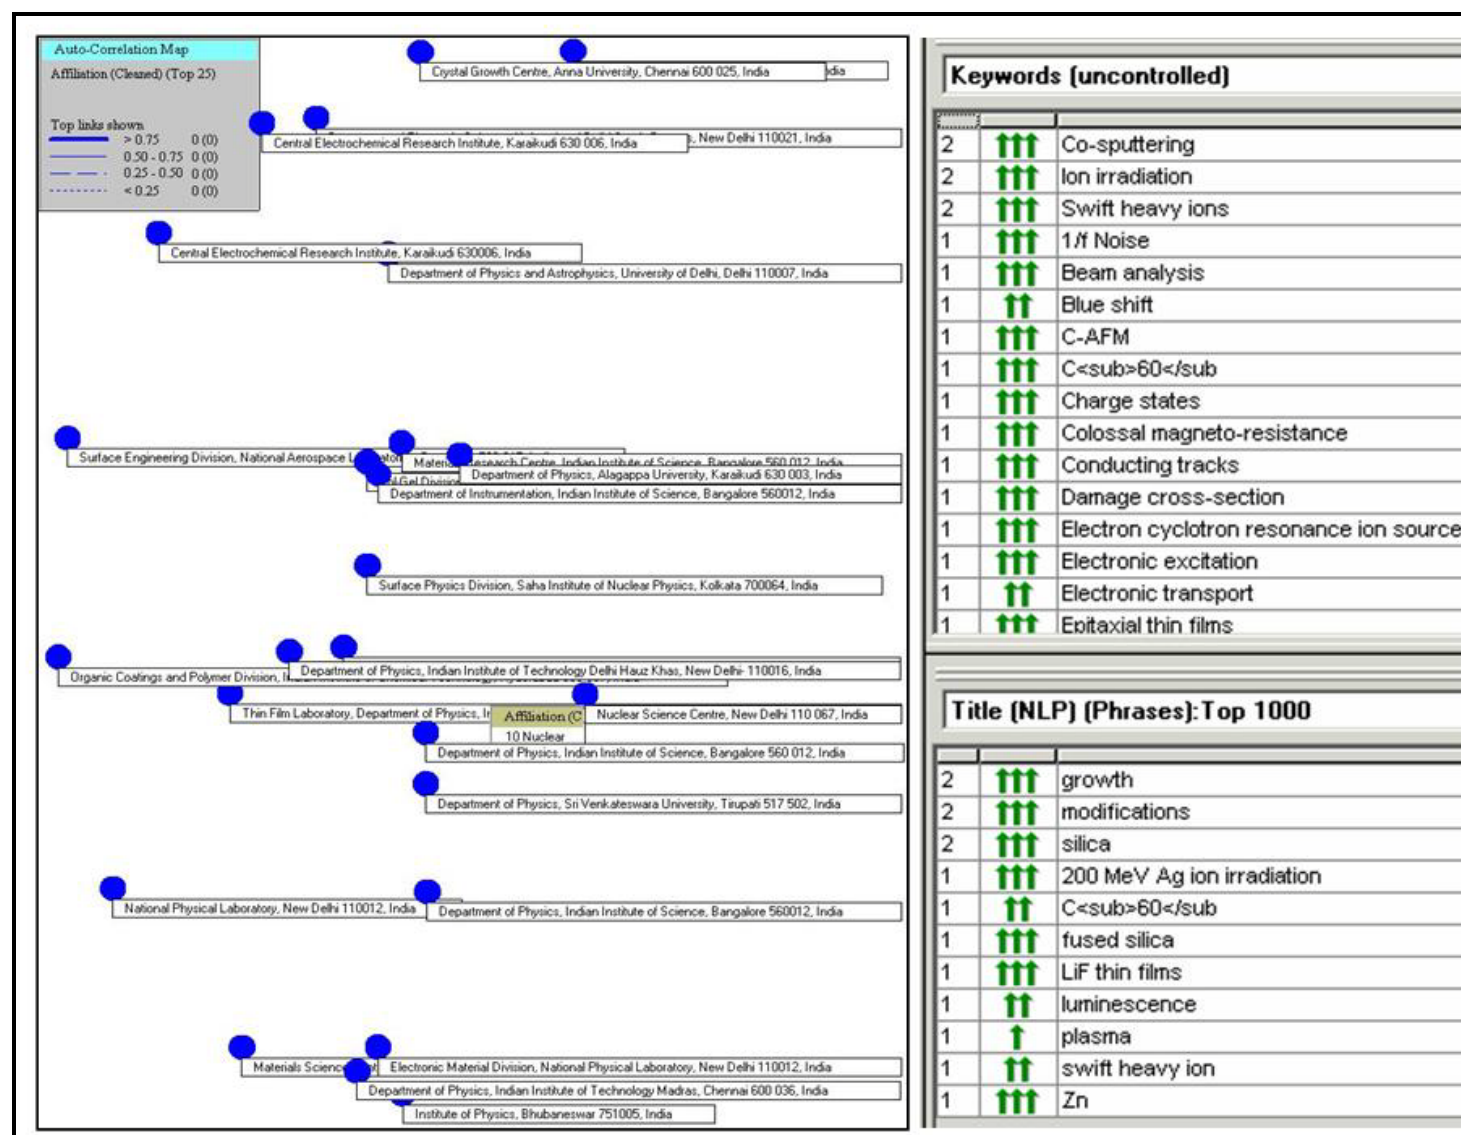 Auto-Correlation Map
Affiliation (Cleaned) (Top 25)
Top links shown
> 0.75 0 (0)
0.50 - 0.75 0 (0)
0.25 - 0.50 0 (0)
< 0.25 0 (0)
Crystal Growth Centre, Anna University, Chennai 600 025, India
dia
Central Electrochemical Research Institute, Karaikudi 630 006, India
, New Delhi 110021, India
Central Electrochemical Research Institute, Karaikudi 630006, India
Department of Physics and Astrophysics, University of Delhi, Delhi 110007, India
Surface Engineering Division, National Aerospace
Research Centre, Indian Institute of Science, Bangalore 560 012, India
Department of Physics, Alagappa University, Karaikudi 630 003, India
Department of Instrumentation, Indian Institute of Science, Bangalore 560012, India
Surface Physics Division, Saha Institute of Nuclear Physics, Kolkata 700064, India
Department of Physics, Indian Institute of Technology Delhi Hauz Khas, New Delhi- 110016, India
Organic Coatings and Polymer Division,
Thin Film Laboratory, Department of Physics,
Affiliation (C
Nuclear Science Centre, New Delhi 110 067, India
10 Nuclear
Department of Physics, Indian Institute of Science, Bangalore 560 012, India
Department of Physics, Sri Venkateswara University, Tirupati 517 502, India
National Physical Laboratory, New Delhi 110012, India
Department of Physics, Indian Institute of Science, Bangalore 560012, India
Materials Science
Electronic Material Division, National Physical Laboratory, New Delhi 110012, India
Department of Physics, Indian Institute of Technology Madras, Chennai 600 036, India
Institute of Physics, Bhubaneswar 751005, India
Keywords (uncontrolled)
2 Co-sputtering
2 Ion irradiation
2 Swift heavy ions
1 1/f Noise
1 Beam analysis
1 Blue shift
1 C-AFM
1 C<sub>60</sub
1 Charge states
1 Colossal magneto-resistance
1 Conducting tracks
1 Damage cross-section
1 Electron cyclotron resonance ion source
1 Electronic excitation
1 Electronic transport
1 Epitaxial thin films
Title (NLP) (Phrases):Top 1000
2 growth
2 modifications
2 silica
1 200 MeV Ag ion irradiation
1 C<sub>60</sub
1 fused silica
1 LiF thin films
1 luminescence
1 plasma
1 swift heavy ion
1 Zn